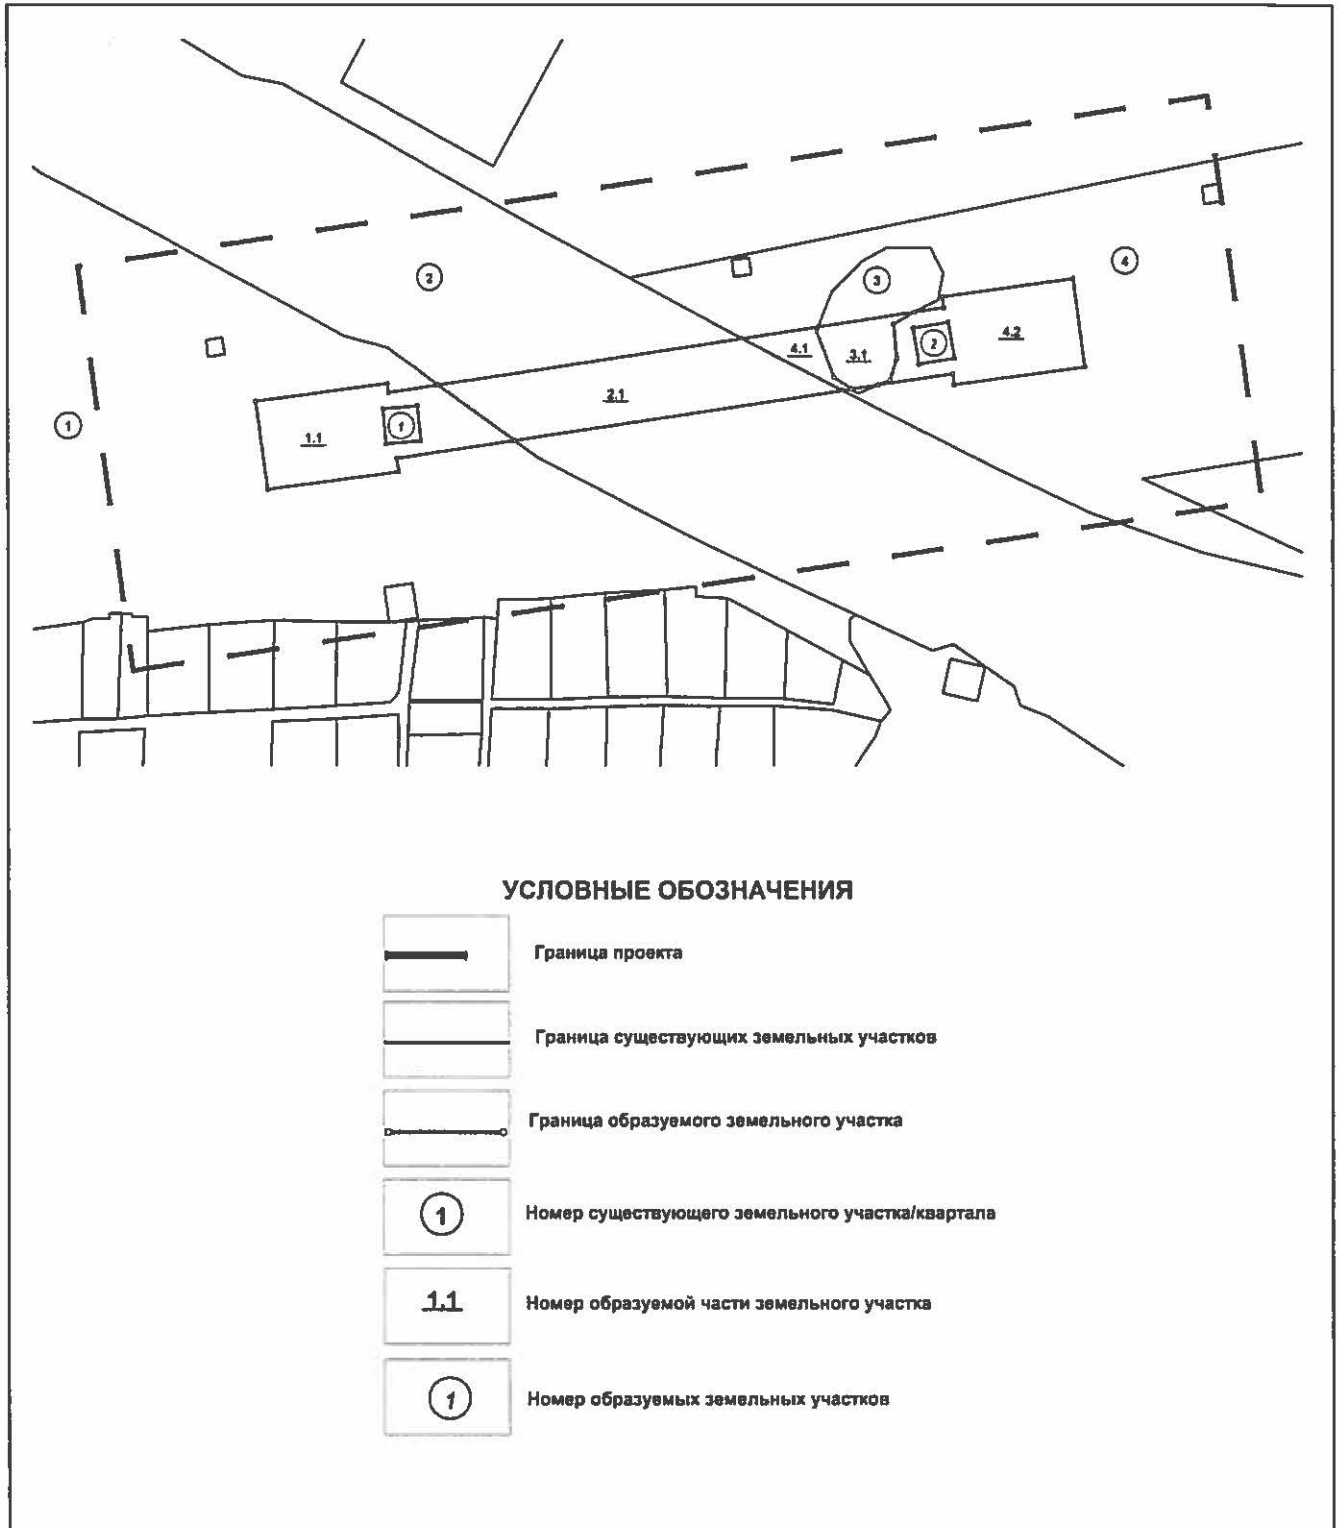 2
4
3
2
4.2
4.1
3.1
2.1
1
1
1.1
УСЛОВНЫЕ ОБОЗНАЧЕНИЯ
Граница проекта
Граница существующих земельных участков
Граница образуемого земельного участка
1 Номер существующего земельного участка/квартала
1.1 Номер образуемой части земельного участка
1 Номер образуемых земельных участков